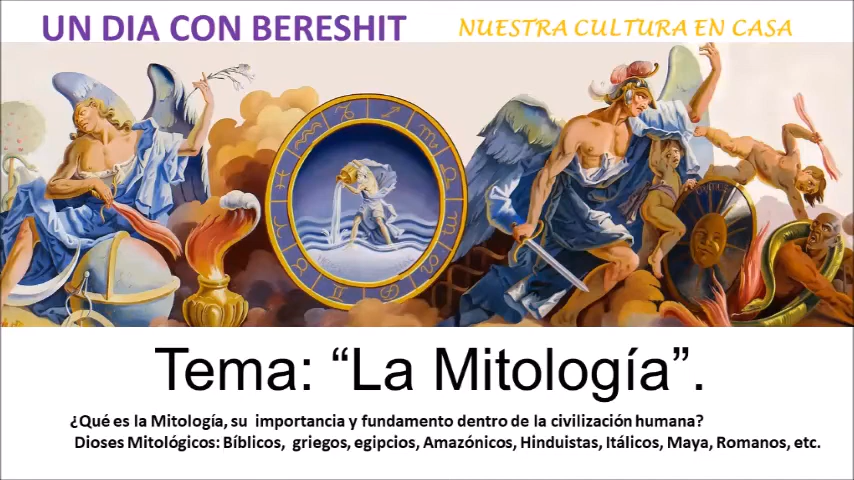 UN DIA CON BERESHIT
NUESTRA CULTURA EN CASA
Tema: “La Mitología”.
¿Qué es la Mitología, su importancia y fundamento dentro de la civilización humana?
Dioses Mitológicos: Bíblicos, griegos, egipcios, Amazónicos, Hinduistas, Itálicos, Maya, Romanos, etc.